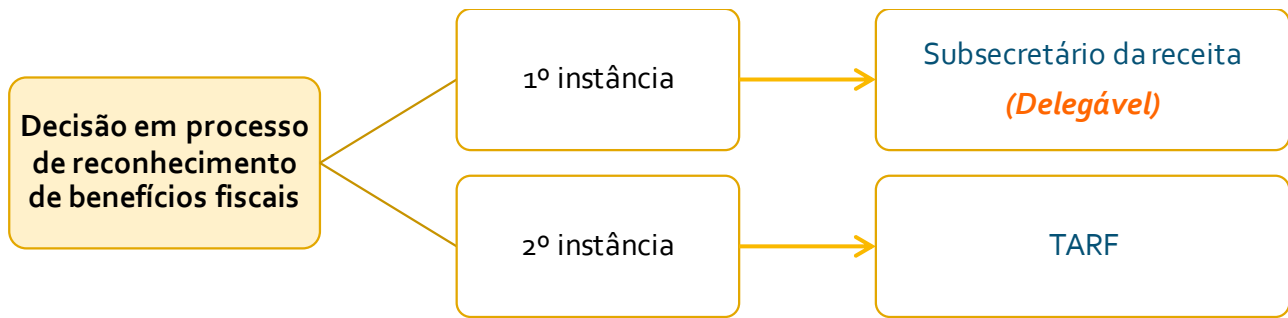 Decisão em processo
de reconhecimento
de benefícios fiscais
1º instância
Subsecretário da receita
(Delegável)
2º instância
TARF